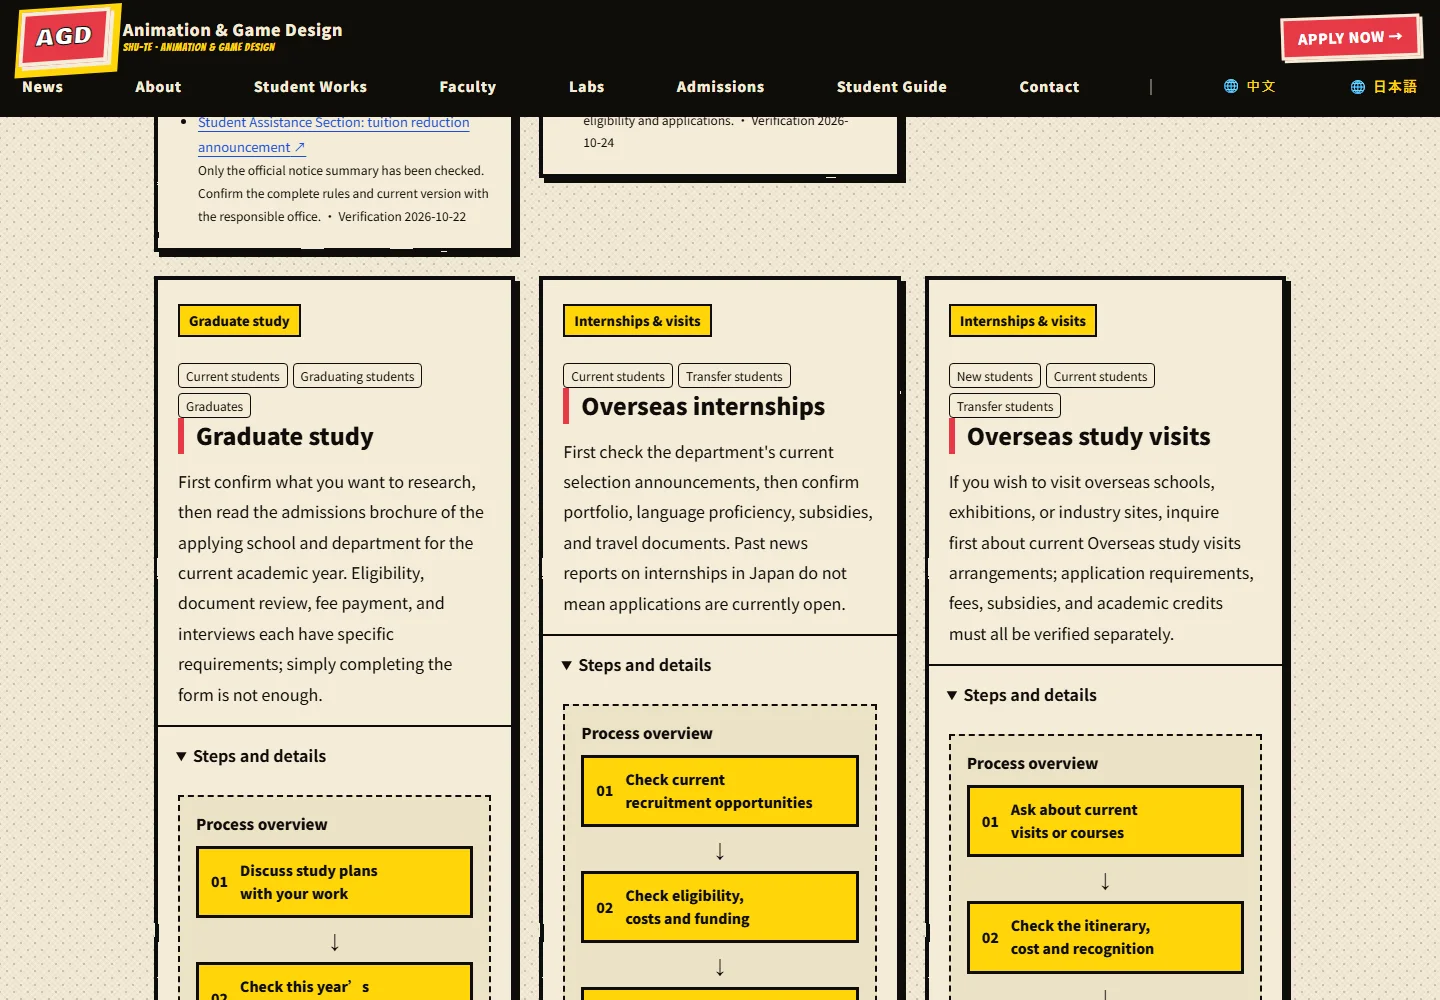 AGD
Animation & Game Design
SHU-TE · ANIMATION & GAME DESIGN
APPLY NOW →
News
About
Student Works
Faculty
Labs
Admissions
Student Guide
Contact
|
🌐 中文
🌐 日本語
• Student Assistance Section: tuition reduction
announcement ↗
Only the official notice summary has been checked.
Confirm the complete rules and current version with
the responsible office. ・ Verification 2026-10-22
eligibility and applications. ・ Verification 2026-
10-24
Graduate study
Current students
Graduating students
Graduates
Graduate study
First confirm what you want to research,
then read the admissions brochure of the
applying school and department for the
current academic year. Eligibility,
document review, fee payment, and
interviews each have specific
requirements; simply completing the
form is not enough.
▼ Steps and details
Process overview
01
Discuss study plans
with your work
↓
02
Check this year’s
Internships & visits
Current students
Transfer students
Overseas internships
First check the department's current
selection announcements, then confirm
portfolio, language proficiency, subsidies,
and travel documents. Past news
reports on internships in Japan do not
mean applications are currently open.
▼ Steps and details
Process overview
01
Check current
recruitment opportunities
↓
02
Check eligibility,
costs and funding
↓
Internships & visits
New students
Current students
Transfer students
Overseas study visits
If you wish to visit overseas schools,
exhibitions, or industry sites, inquire
first about current Overseas study visits
arrangements; application requirements,
fees, subsidies, and academic credits
must all be verified separately.
▼ Steps and details
Process overview
01
Ask about current
visits or courses
↓
02
Check the itinerary,
cost and recognition